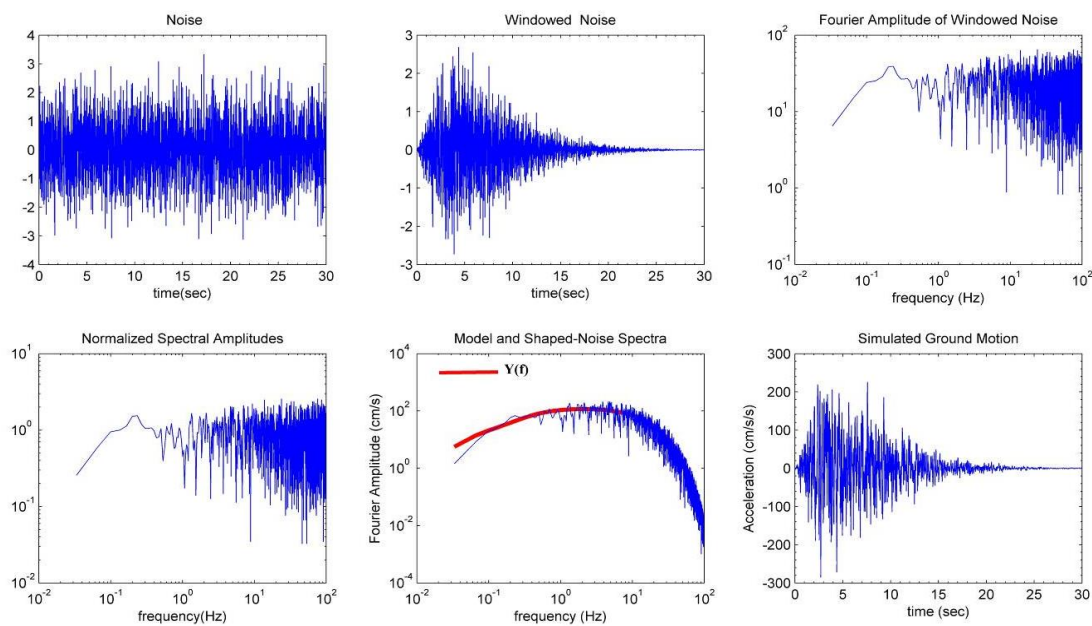 Noise
4
3
2
1
0
-1
-2
-3
-4
0 5 10 15 20 25 30
time(sec)
Windowed Noise
3
2
1
0
-1
-2
-3
0 5 10 15 20 25 30
time(sec)
Fourier Amplitude of Windowed Noise
10^2
10^1
10^0
10^-1
10^-2 10^-1 10^0 10^1 10^2
frequency (Hz)
Normalized Spectral Amplitudes
10^1
10^0
10^-1
10^-2
10^-2 10^-1 10^0 10^1 10^2
frequency(Hz)
Model and Shaped-Noise Spectra
Y(f)
Fourier Amplitude (cm/s)
10^4
10^2
10^0
10^-2
10^-4
10^-2 10^-1 10^0 10^1 10^2
frequency(Hz)
Simulated Ground Motion
Acceleration (cm/s/s)
300
200
100
0
-100
-200
-300
0 5 10 15 20 25 30
time (sec)